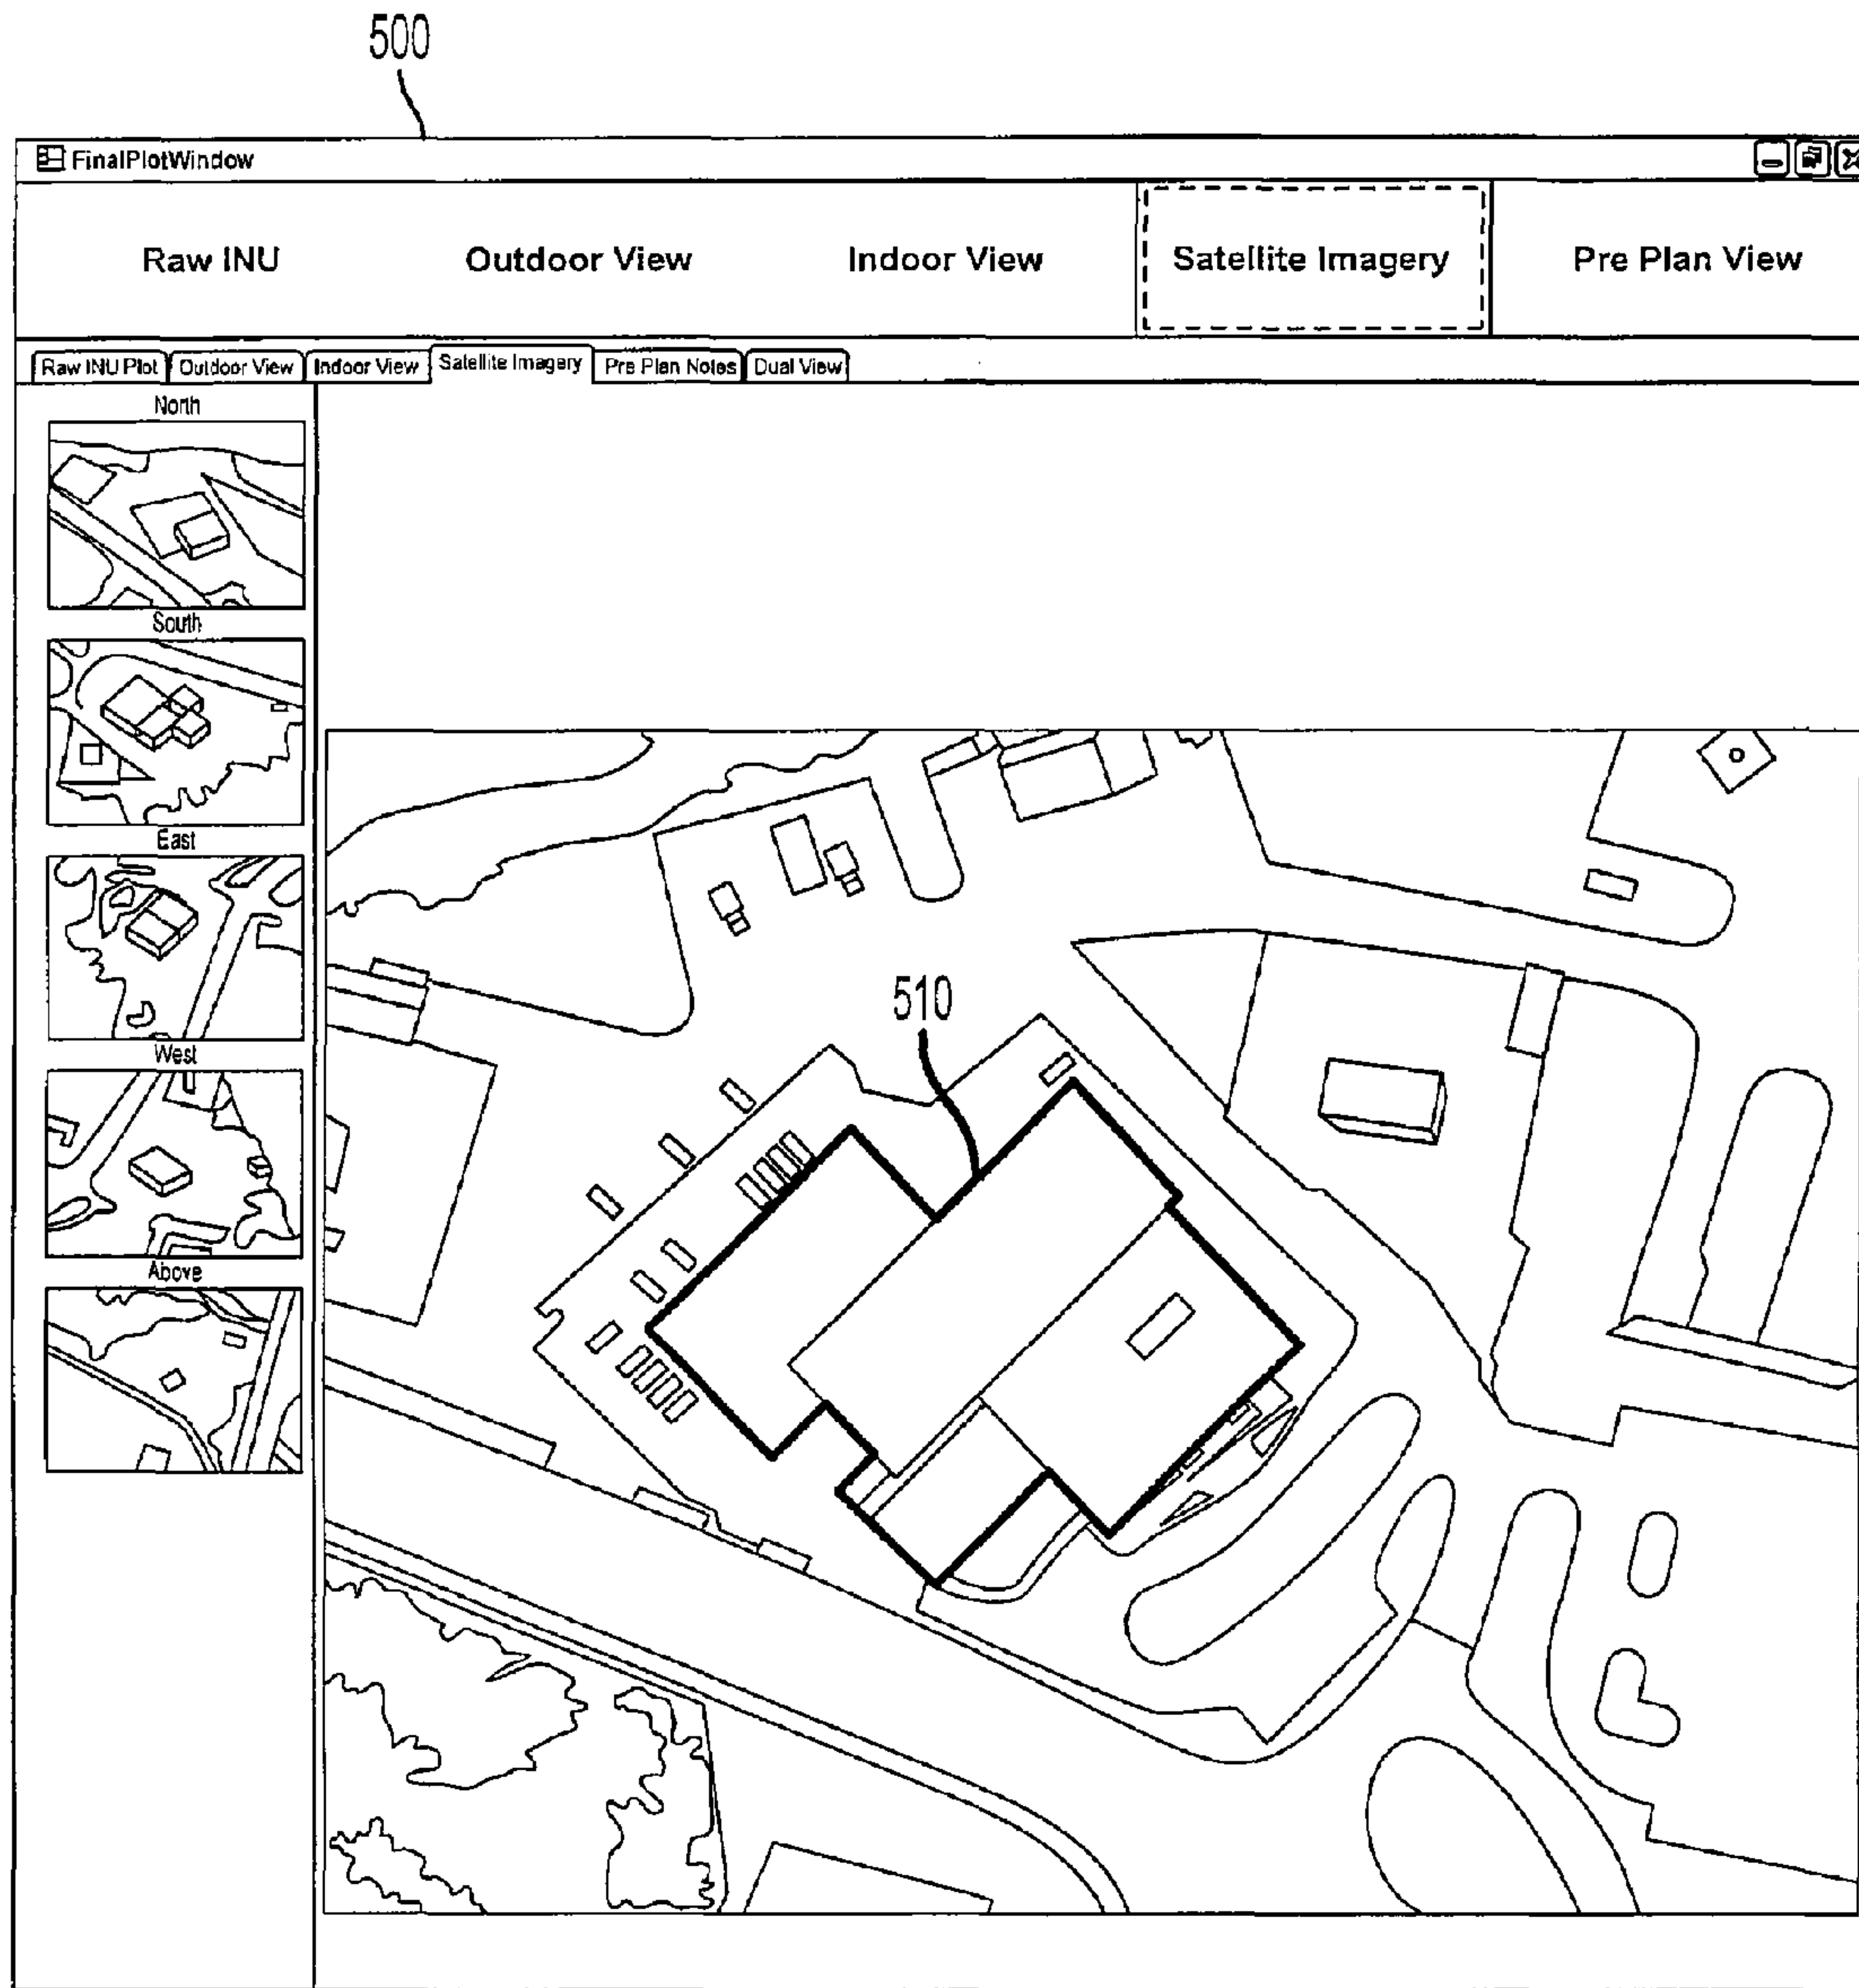 500
FinalPlotWindow
Raw INU Outdoor View Indoor View Satellite Imagery Pre Plan View
Raw INU Plot Outdoor View Indoor View Satellite Imagery Pre Plan Notes Dual View
North
South
East
West
Above
510